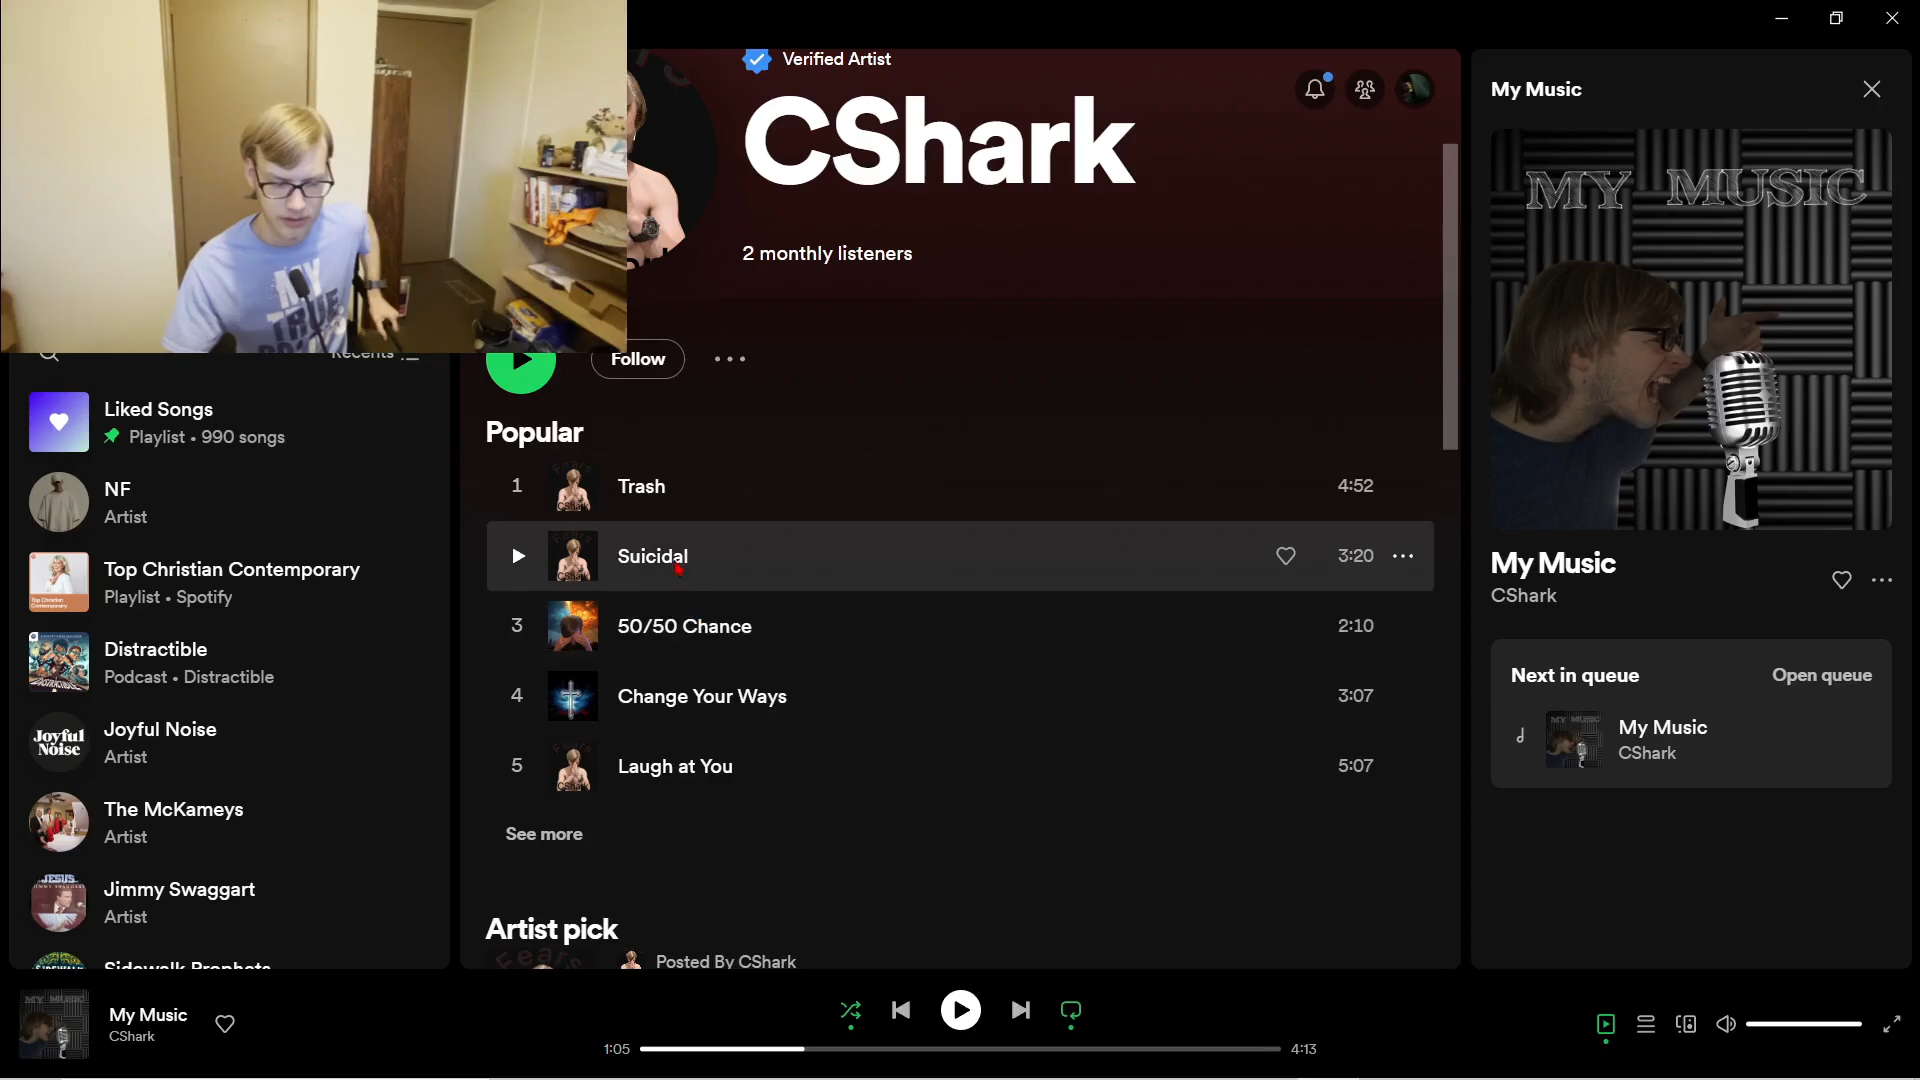 Verified Artist
CShark
2 monthly listeners
Follow
Recents
Liked Songs
Playlist • 990 songs
NF
Artist
Top Christian Contemporary
Playlist • Spotify
Distractible
Podcast • Distractible
Joyful Noise
Artist
The McKameys
Artist
Jimmy Swaggart
Artist
Sidewalk Prophets
Popular
1 Trash 4:52
Suicidal 3:20
3 50/50 Chance 2:10
4 Change Your Ways 3:07
5 Laugh at You 5:07
See more
Artist pick
Fears
Posted By CShark
My Music
MY MUSIC
My Music
CShark
Next in queue Open queue
My Music
CShark
My Music
CShark
1:05 4:13